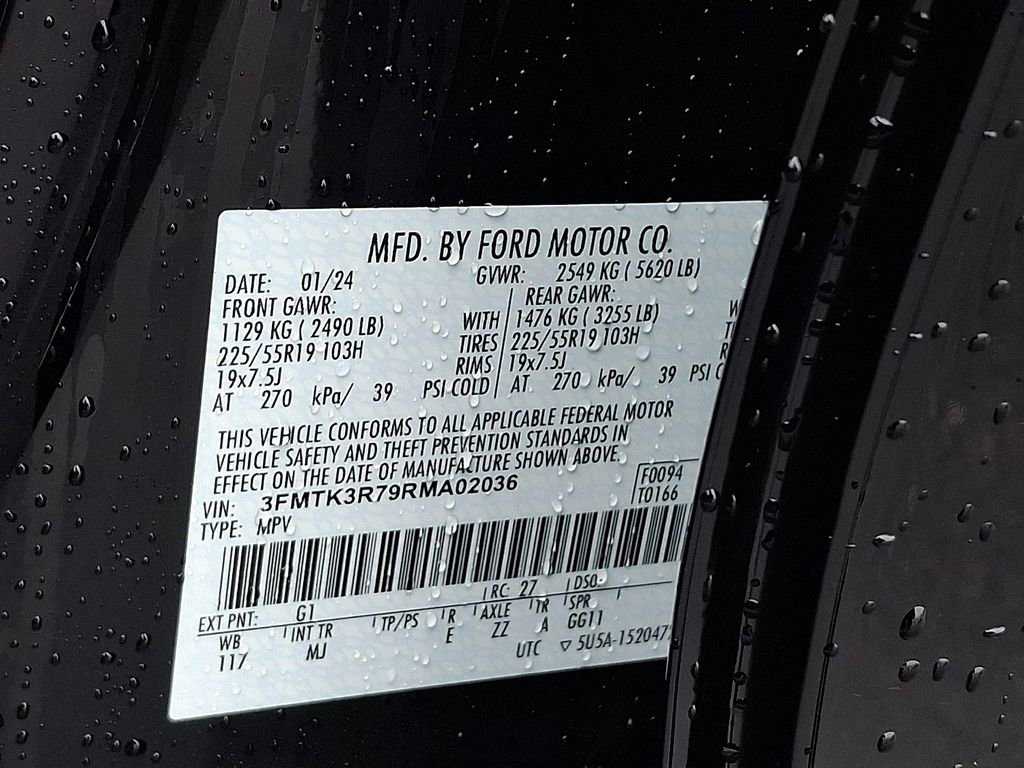 MFD. BY FORD MOTOR CO.
DATE: 01/24 GVWR: 2549 KG ( 5620 LB)
FRONT GAWR: REAR GAWR:
1129 KG ( 2490 LB) WITH 1476 KG ( 3255 LB) W
225/55R19 103H TIRES 225/55R19 103H
19x7.5J RIMS 19x7.5J R
AT 270 kPa/ 39 PSI COLD AT 270 kPa/ 39 PSI C
THIS VEHICLE CONFORMS TO ALL APPLICABLE FEDERAL MOTOR
VEHICLE SAFETY AND THEFT PREVENTION STANDARDS IN
EFFECT ON THE DATE OF MANUFACTURE SHOWN ABOVE.
VIN: 3FMTK3R79RMA02036 F0094
TYPE: MPV T0166
EXT PNT: G1 RC: 27 DSO:
WB INT TR TP/PS R AXLE TR SPR
117 MJ E ZZ A GG11
UTC ▽ 5U5A-152047